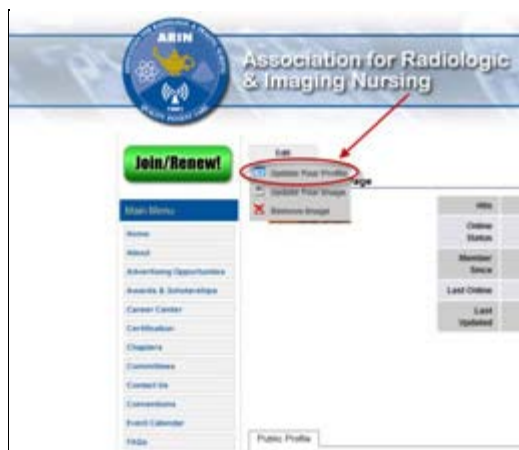 ARIN
Association for Radiologic
& Imaging Nursing
Join/Renew!
Edit
Update Your Profile
Update Your Image
Remove Image
age
Main Menu
Home
About
Advertising Opportunities
Awards & Scholarships
Career Center
Certification
Chapters
Committees
Contact Us
Conventions
Event Calendar
FAQs
Hits
Online
Status
Member
Since
Last Online
Last
Updated
Public Profile